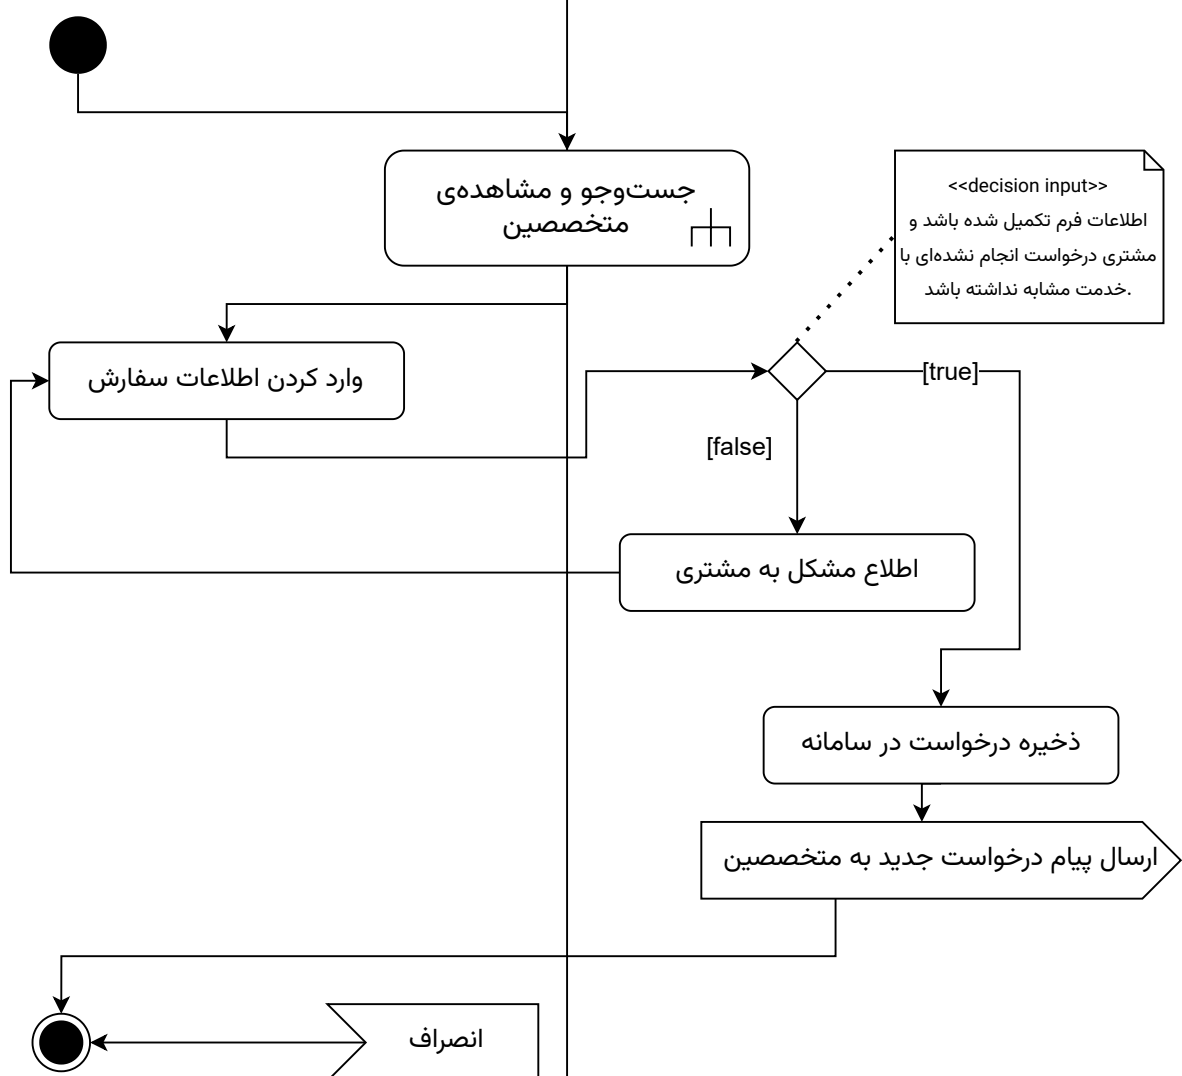 جست‌وجو و مشاهده‌ی
متخصصین
<<decision input>>
اطلاعات فرم تکمیل شده باشد و
مشتری درخواست انجام نشده‌ای با
خدمت مشابه نداشته باشد.
وارد کردن اطلاعات سفارش
[true]
[false]
اطلاع مشکل به مشتری
ذخیره درخواست در سامانه
ارسال پیام درخواست جدید به متخصصین
انصراف